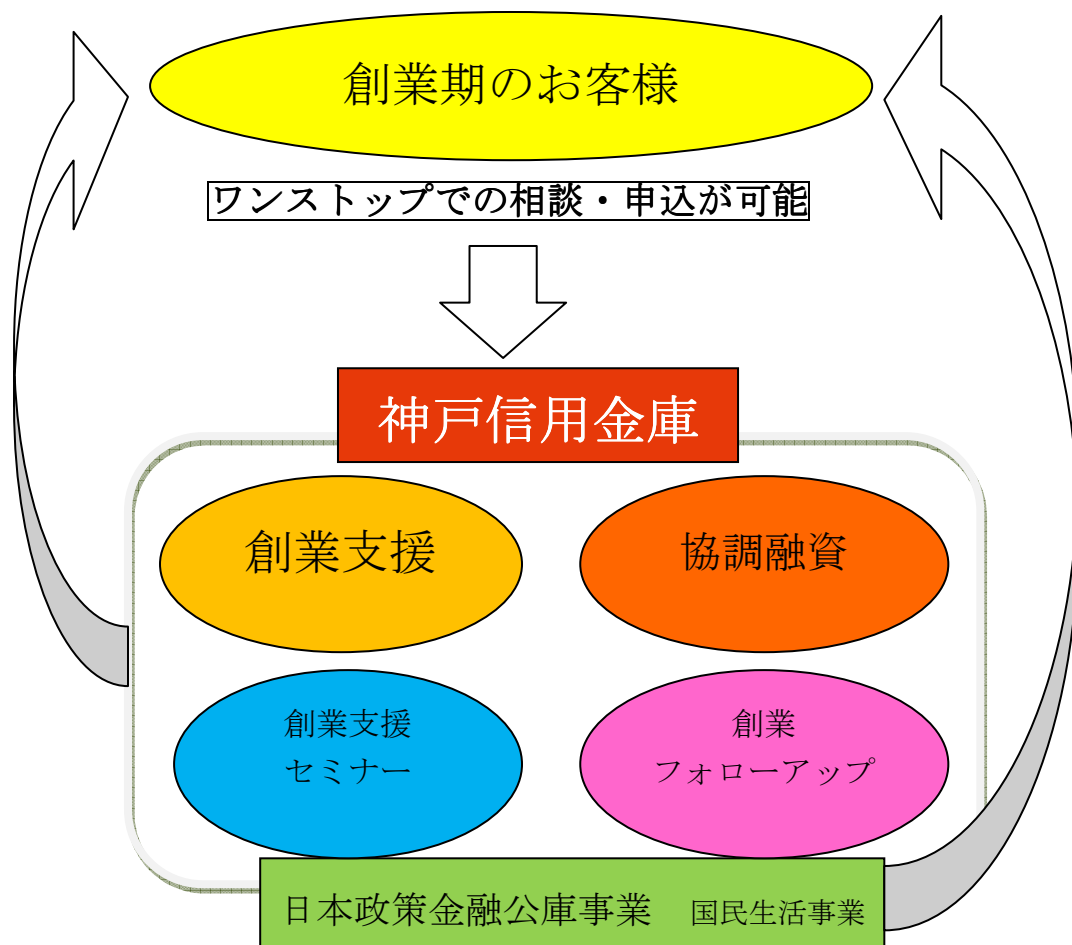 創業期のお客様
ワンストップでの相談・申込が可能
神戸信用金庫
創業支援
協調融資
創業支援
セミナー
創業
フォローアップ
日本政策金融公庫事業　国民生活事業